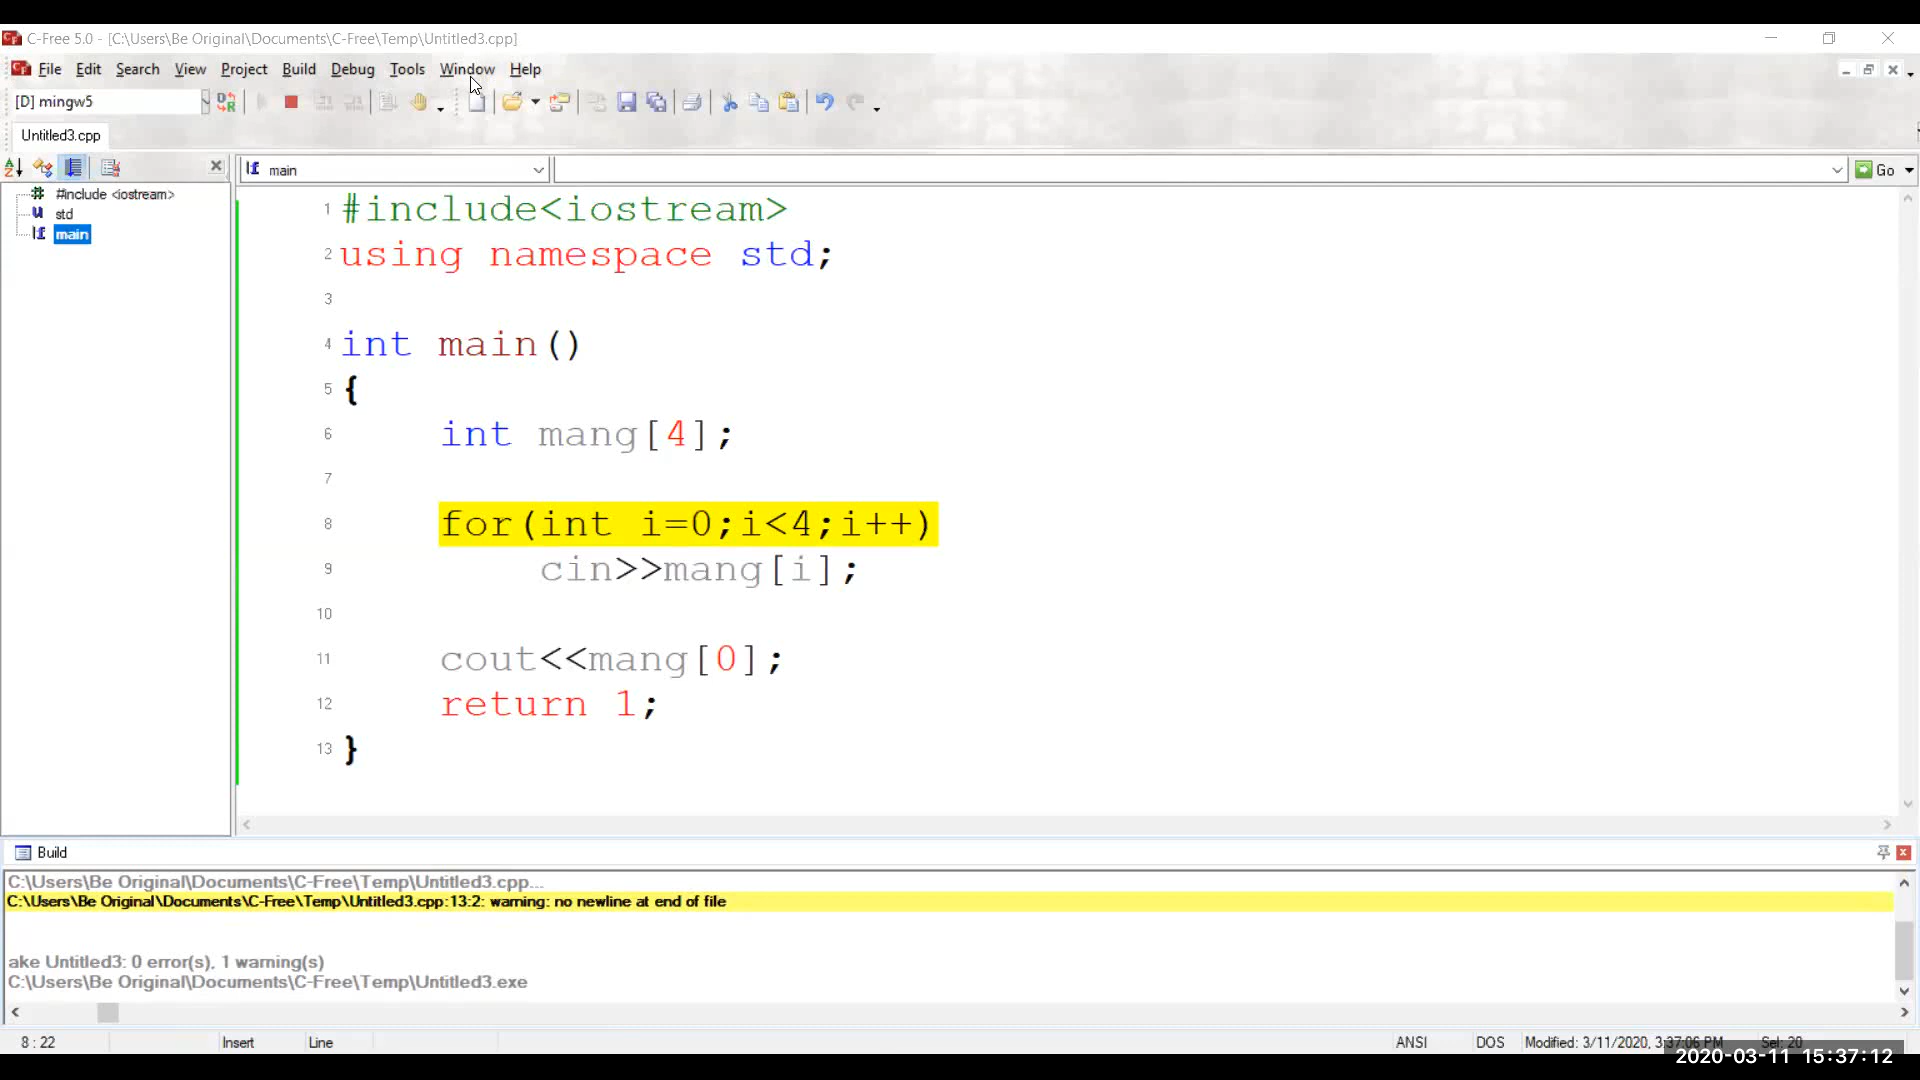 C-Free 5.0 - [C:\Users\Be Original\Documents\C-Free\Temp\Untitled3.cpp]
File Edit Search View Project Build Debug Tools Window Help
[D] mingw5
Untitled3.cpp
main
Go
#include <iostream>
std
main
1 #include<iostream>
2 using namespace std;
3
4 int main()
5 {
6 int mang[4];
7
8 for(int i=0;i<4;i++)
9 cin>>mang[i];
10
11 cout<<mang[0];
12 return 1;
13 }
Build
C:\Users\Be Original\Documents\C-Free\Temp\Untitled3.cpp...
C:\Users\Be Original\Documents\C-Free\Temp\Untitled3.cpp:13:2: warning: no newline at end of file
ake Untitled3: 0 error(s), 1 warning(s)
C:\Users\Be Original\Documents\C-Free\Temp\Untitled3.exe
8 : 22 Insert Line ANSI DOS Modified: 3/11/2020, 3:37:06 PM Sel: 20
2020-03-11 15:37:12